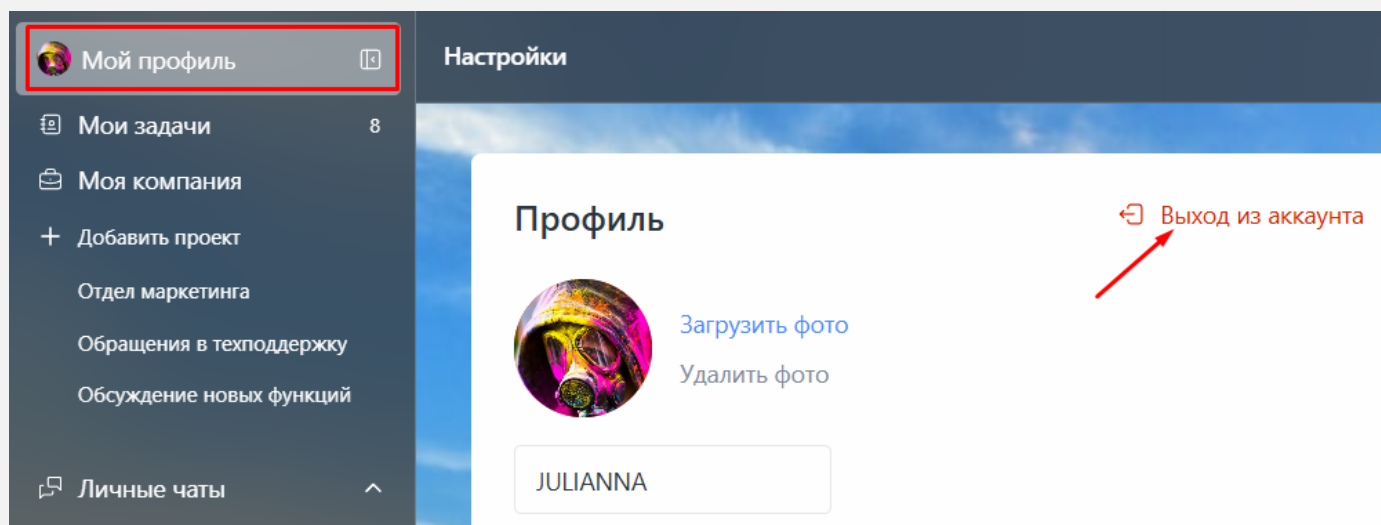 Мой профиль
Мои задачи 8
Моя компания
Добавить проект
Отдел маркетинга
Обращения в техподдержку
Обсуждение новых функций
Личные чаты
Настройки
Профиль
Выход из аккаунта
Загрузить фото
Удалить фото
JULIANNA